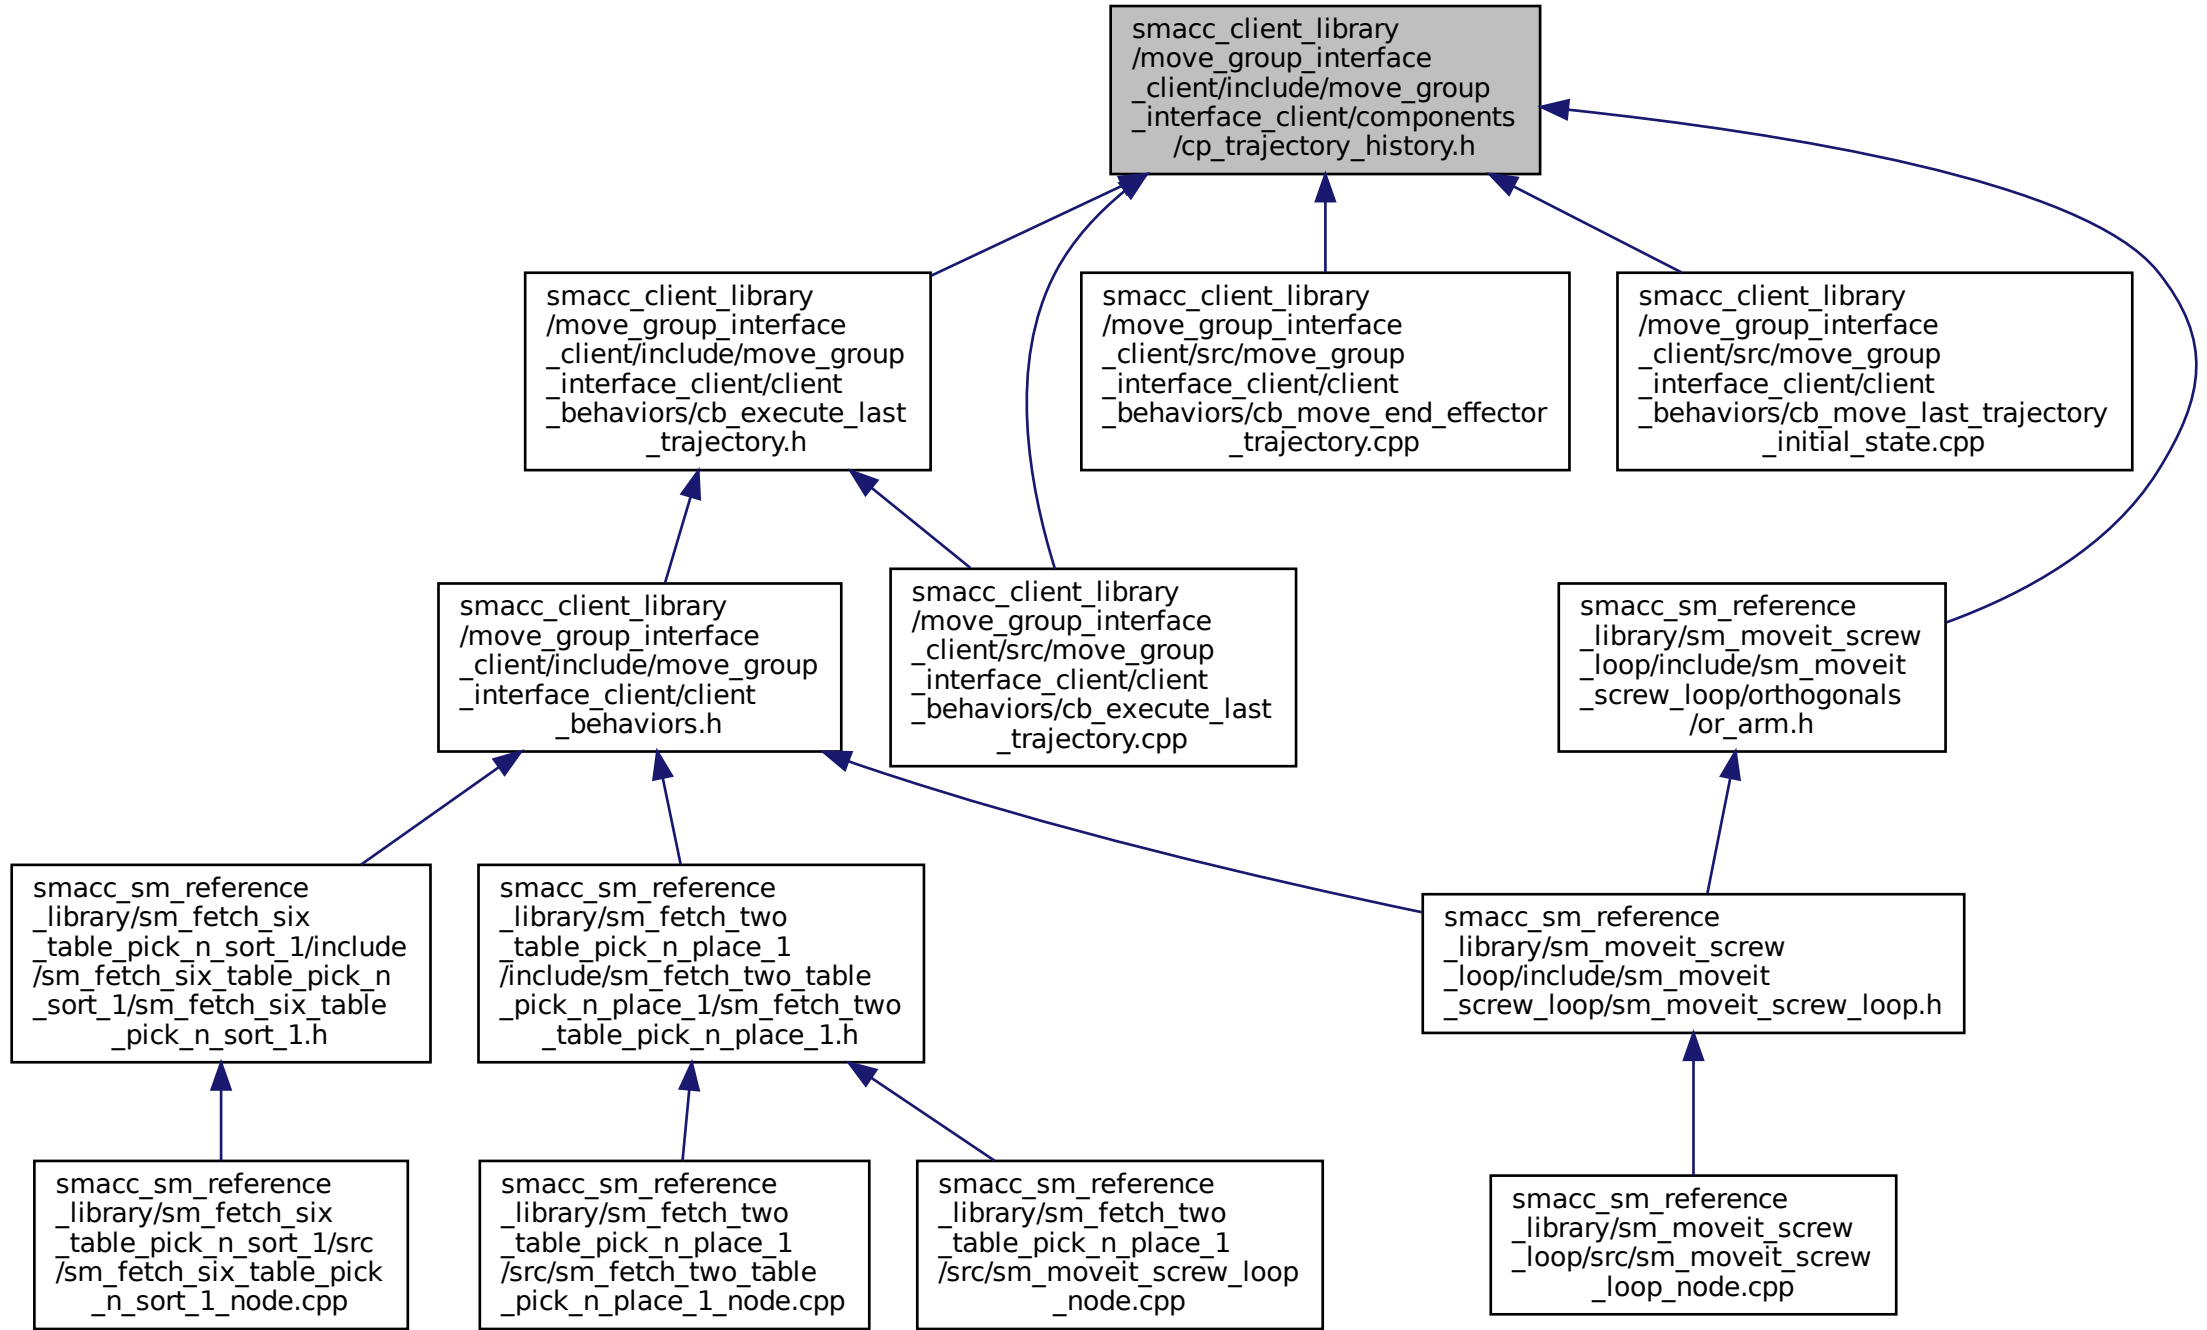 smacc_client_library
/move_group_interface
_client/include/move_group
_interface_client/components
/cp_trajectory_history.h
smacc_client_library
/move_group_interface
_client/include/move_group
_interface_client/client
_behaviors/cb_execute_last
_trajectory.h
smacc_client_library
/move_group_interface
_client/src/move_group
_interface_client/client
_behaviors/cb_move_end_effector
_trajectory.cpp
smacc_client_library
/move_group_interface
_client/src/move_group
_interface_client/client
_behaviors/cb_move_last_trajectory
_initial_state.cpp
smacc_client_library
/move_group_interface
_client/include/move_group
_interface_client/client
_behaviors.h
smacc_client_library
/move_group_interface
_client/src/move_group
_interface_client/client
_behaviors/cb_execute_last
_trajectory.cpp
smacc_sm_reference
_library/sm_moveit_screw
_loop/include/sm_moveit
_screw_loop/orthogonals
/or_arm.h
smacc_sm_reference
_library/sm_fetch_six
_table_pick_n_sort_1/include
/sm_fetch_six_table_pick_n
_sort_1/sm_fetch_six_table
_pick_n_sort_1.h
smacc_sm_reference
_library/sm_fetch_two
_table_pick_n_place_1
/include/sm_fetch_two_table
_pick_n_place_1/sm_fetch_two
_table_pick_n_place_1.h
smacc_sm_reference
_library/sm_moveit_screw
_loop/include/sm_moveit
_screw_loop/sm_moveit_screw_loop.h
smacc_sm_reference
_library/sm_fetch_six
_table_pick_n_sort_1/src
/sm_fetch_six_table_pick
_n_sort_1_node.cpp
smacc_sm_reference
_library/sm_fetch_two
_table_pick_n_place_1
/src/sm_fetch_two_table
_pick_n_place_1_node.cpp
smacc_sm_reference
_library/sm_fetch_two
_table_pick_n_place_1
/src/sm_moveit_screw_loop
_node.cpp
smacc_sm_reference
_library/sm_moveit_screw
_loop/src/sm_moveit_screw
_loop_node.cpp